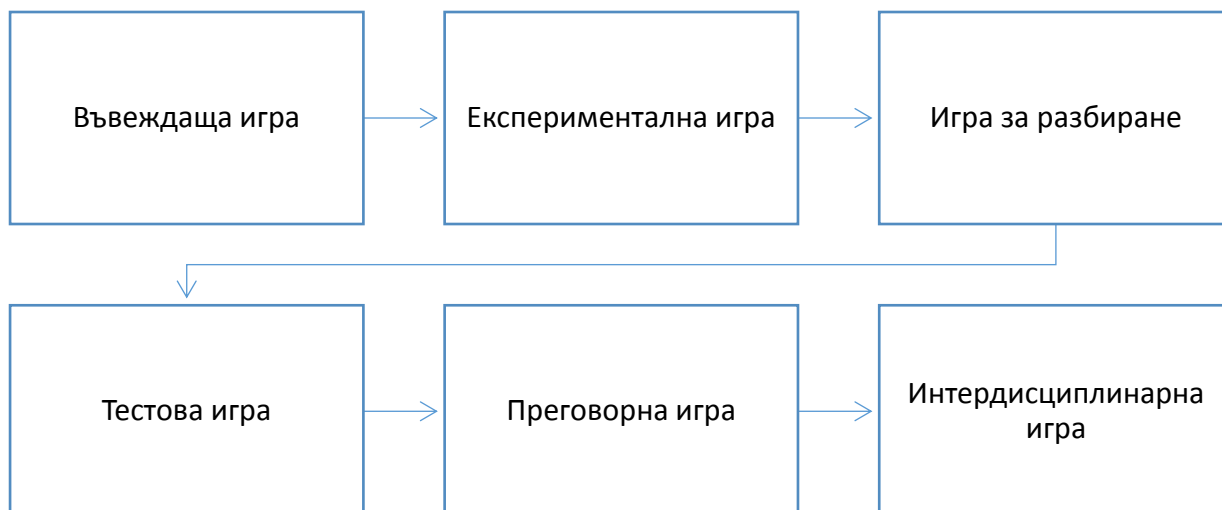 Въвеждаща игра
Експериментална игра
Игра за разбиране
Тестова игра
Преговорна игра
Интердисциплинарна
игра